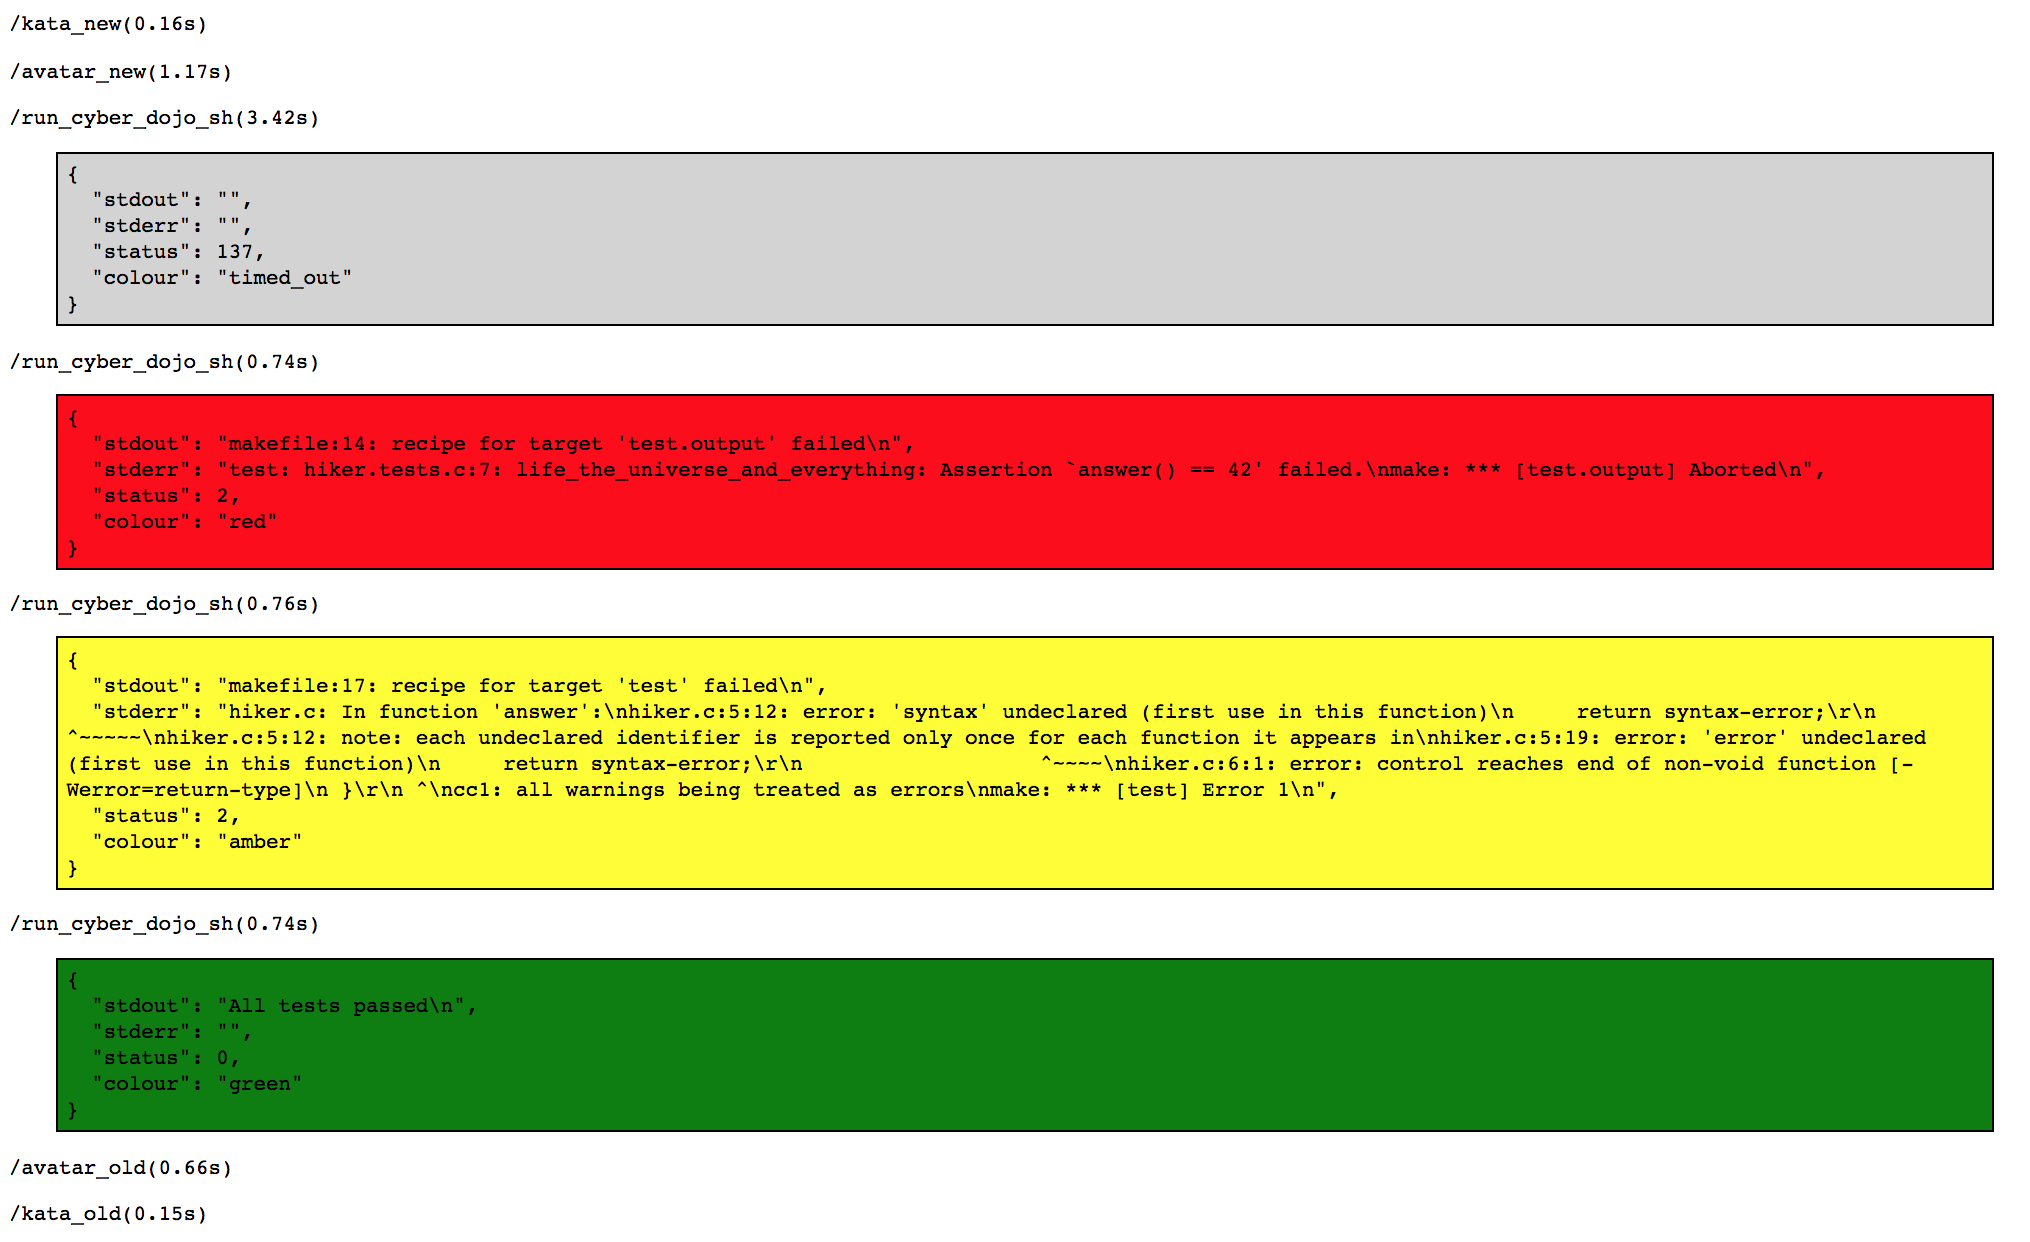 /kata_new(0.16s)
/avatar_new(1.17s)
/run_cyber_dojo_sh(3.42s)
{
  "stdout": "",
  "stderr": "",
  "status": 137,
  "colour": "timed_out"
}
/run_cyber_dojo_sh(0.74s)
{
  "stdout": "makefile:14: recipe for target 'test.output' failed\n",
  "stderr": "test: hiker.tests.c:7: life_the_universe_and_everything: Assertion `answer() == 42' failed.\nmake: *** [test.output] Aborted\n",
  "status": 2,
  "colour": "red"
}
/run_cyber_dojo_sh(0.76s)
{
  "stdout": "makefile:17: recipe for target 'test' failed\n",
  "stderr": "hiker.c: In function 'answer':\nhiker.c:5:12: error: 'syntax' undeclared (first use in this function)\n     return syntax-error;\r\n
^~~~~~\nhiker.c:5:12: note: each undeclared identifier is reported only once for each function it appears in\nhiker.c:5:19: error: 'error' undeclared
(first use in this function)\n     return syntax-error;\r\n                   ^~~~~\nhiker.c:6:1: error: control reaches end of non-void function [-
Werror=return-type]\n }\r\n ^\ncc1: all warnings being treated as errors\nmake: *** [test] Error 1\n",
  "status": 2,
  "colour": "amber"
}
/run_cyber_dojo_sh(0.74s)
{
  "stdout": "All tests passed\n",
  "stderr": "",
  "status": 0,
  "colour": "green"
}
/avatar_old(0.66s)
/kata_old(0.15s)